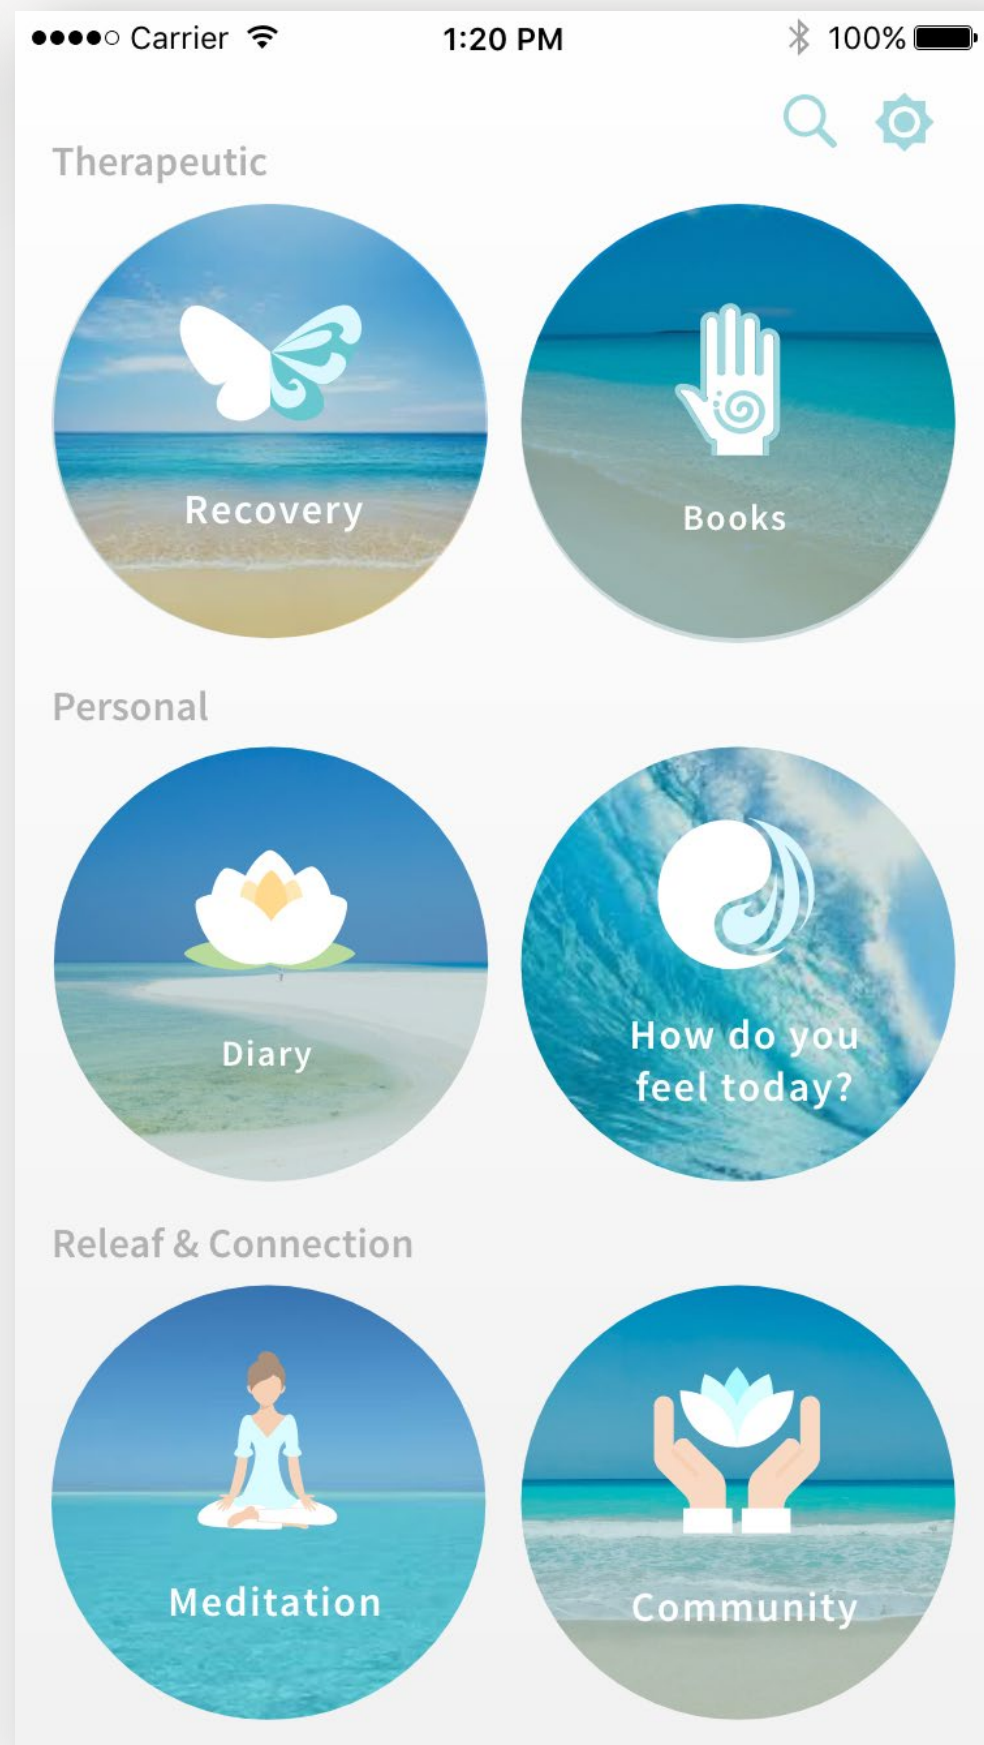 Carrier 1:20 PM 100%
Therapeutic
Recovery
Books
Personal
Diary
How do you
feel today?
Releaf & Connection
Meditation
Community